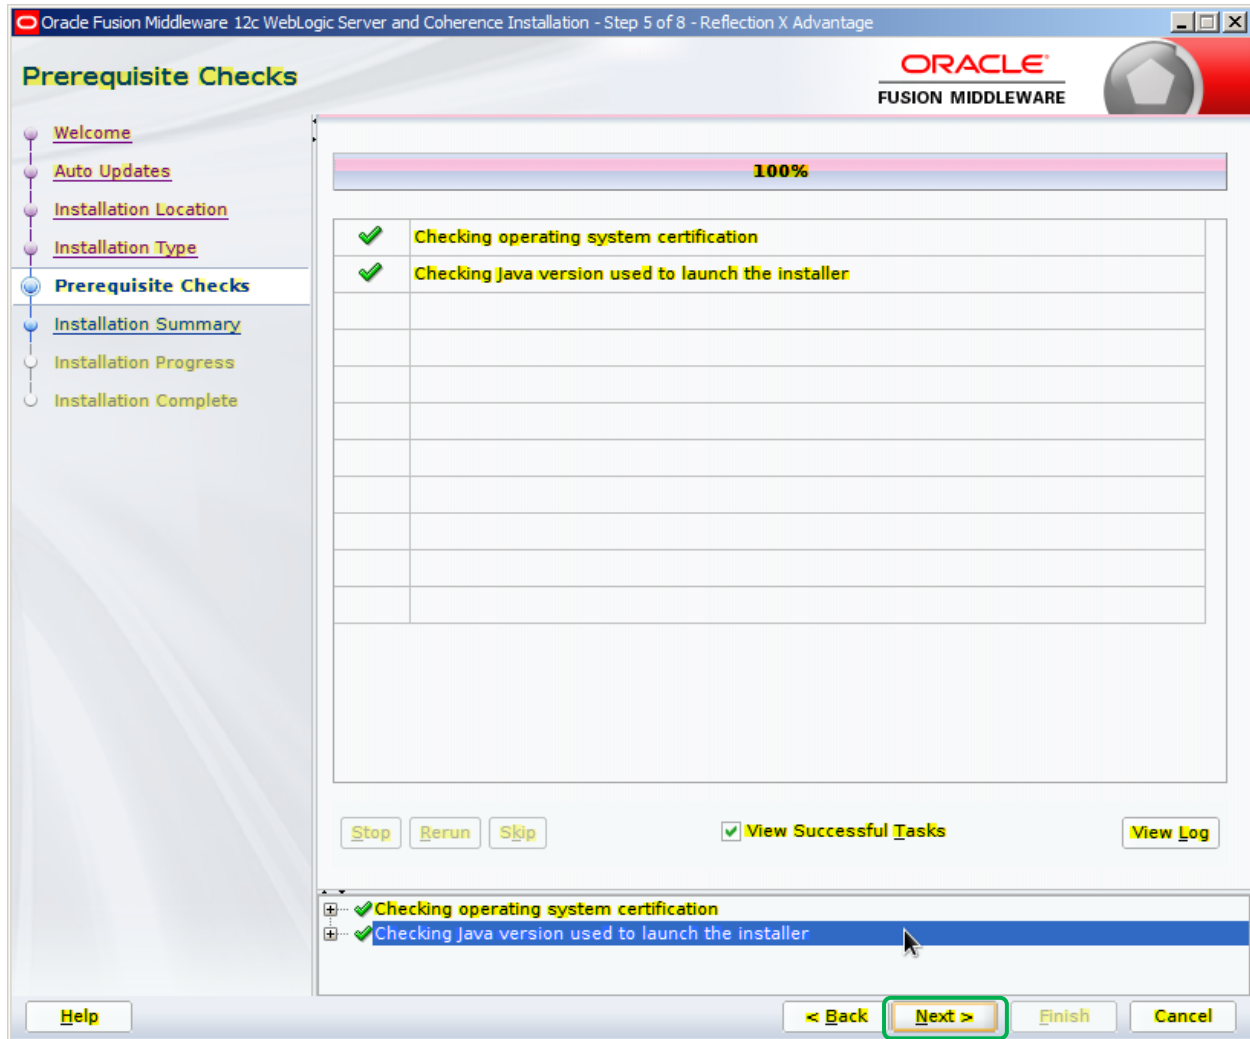 Oracle Fusion Middleware 12c WebLogic Server and Coherence Installation - Step 5 of 8 - Reflection X Advantage
Prerequisite Checks
ORACLE
FUSION MIDDLEWARE
Welcome
Auto Updates
Installation Location
Installation Type
Prerequisite Checks
Installation Summary
Installation Progress
Installation Complete
100%
Checking operating system certification
Checking Java version used to launch the installer
Stop Rerun Skip View Successful Tasks View Log
Checking operating system certification
Checking Java version used to launch the installer
Help < Back Next > Finish Cancel